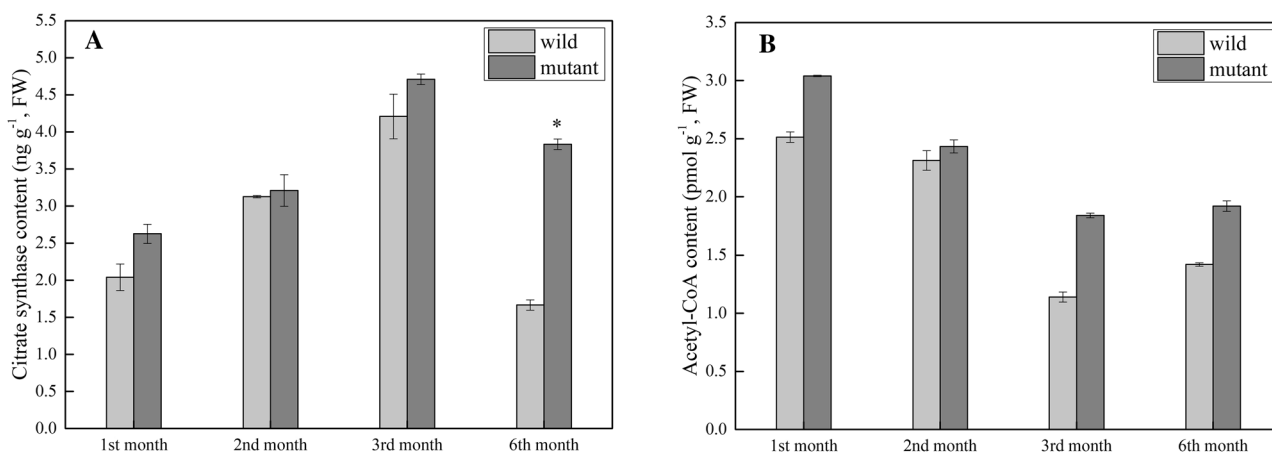 A
wild
mutant
Citrate synthase content (ng g⁻¹, FW)
5.5
5.0
4.5
4.0
3.5
3.0
2.5
2.0
1.5
1.0
0.5
0.0
*
1st month
2nd month
3rd month
6th month
B
wild
mutant
Acetyl-CoA content (pmol g⁻¹, FW)
3.5
3.0
2.5
2.0
1.5
1.0
0.5
0.0
1st month
2nd month
3rd month
6th month